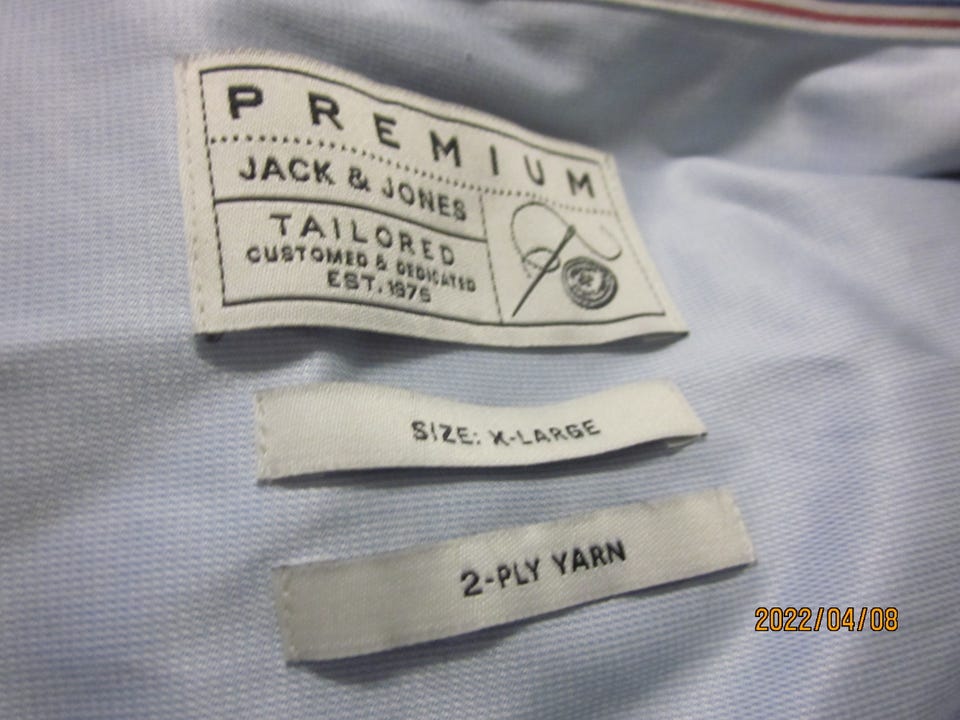 PREMIUM
JACK & JONES
TAILORED
CUSTOMED & DEDICATED
EST. 1975
SIZE: X-LARGE
2-PLY YARN
2022/04/08